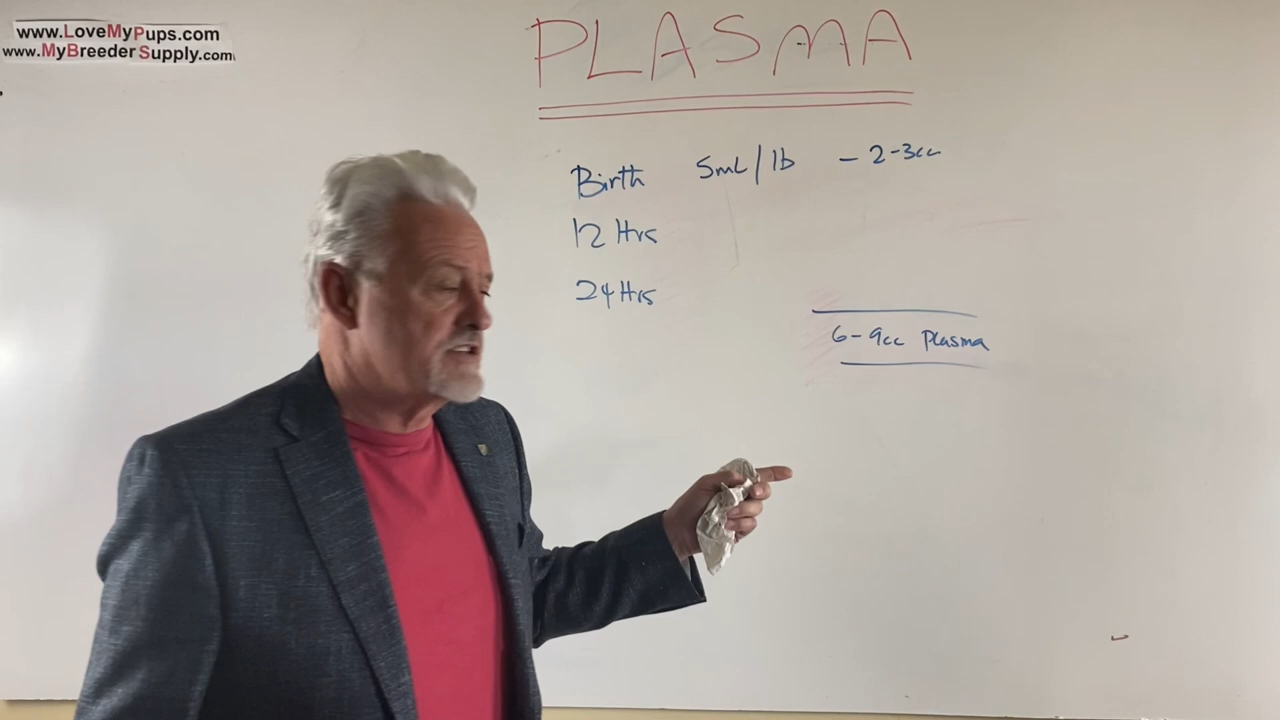 www.LoveMyPups.com
www.MyBreederSupply.com
PLASMA
Birth 5mL/lb - 2-3cc
12 Hrs
24 Hrs
6-9cc plasma